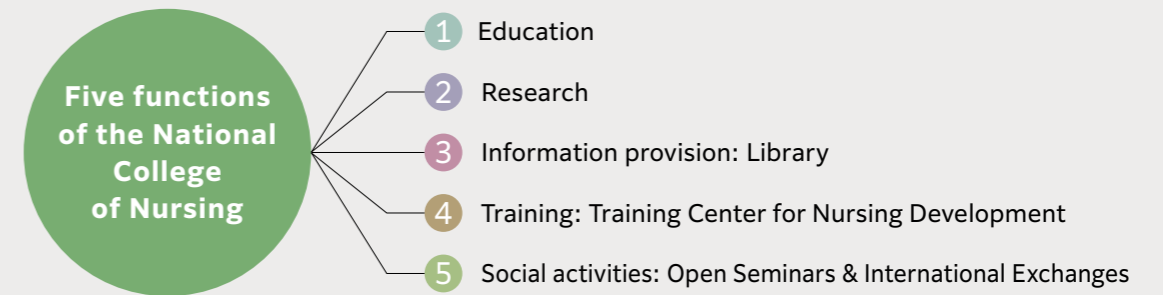 Five functions
of the National
College
of Nursing
1 Education
2 Research
3 Information provision: Library
4 Training: Training Center for Nursing Development
5 Social activities: Open Seminars & International Exchanges